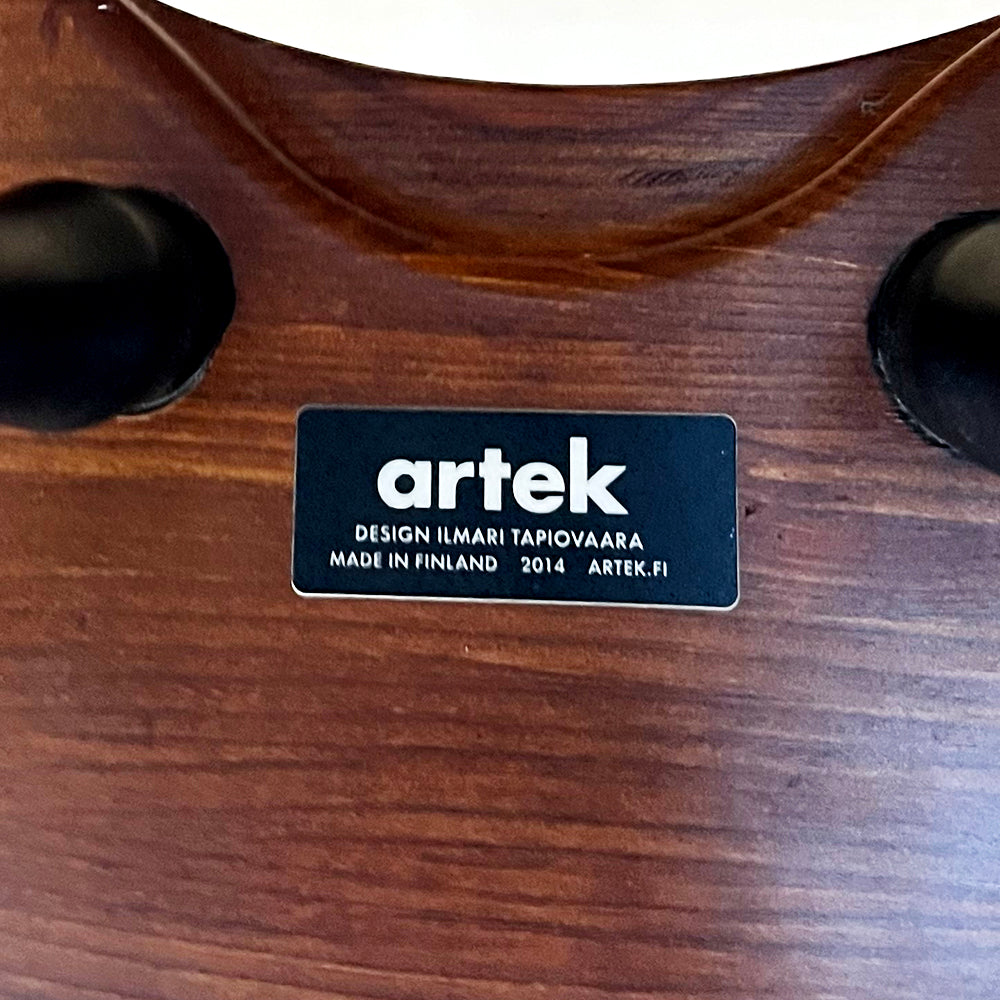 artek
DESIGN ILMARI TAPIOVAARA
MADE IN FINLAND 2014 ARTEK.FI